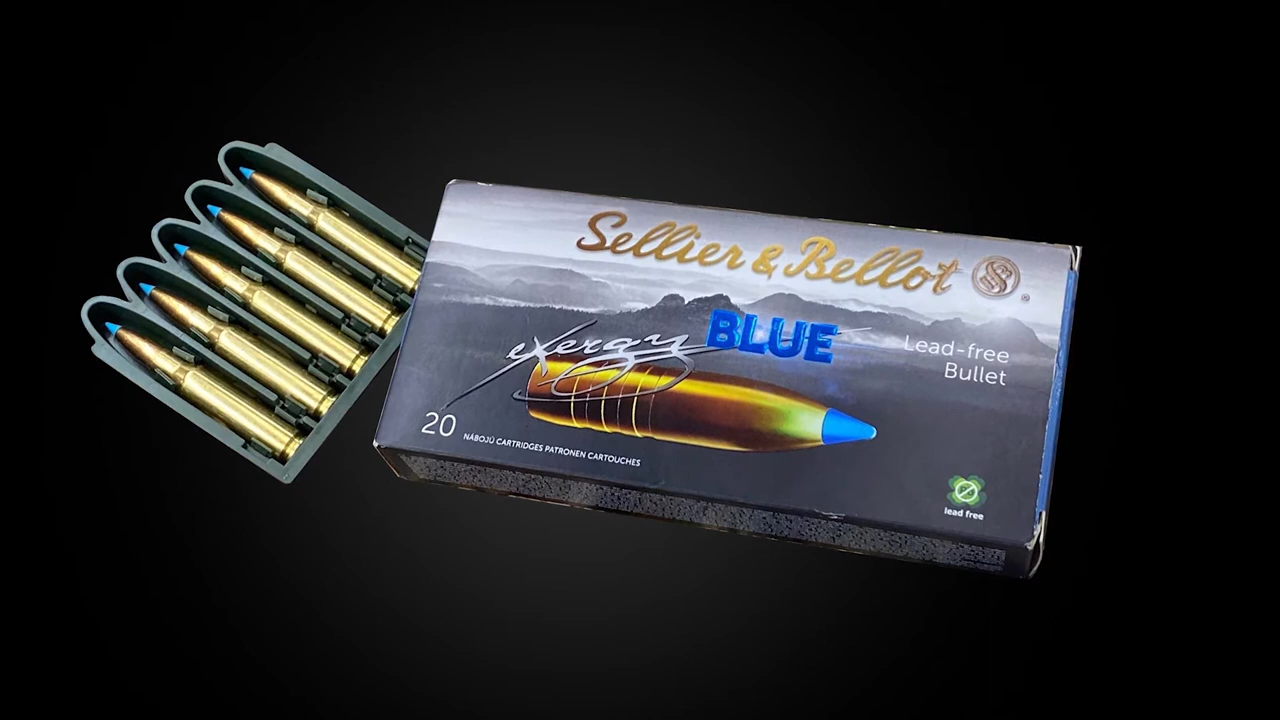 Sellier & Bellot
®
exergy BLUE
Lead-free
Bullet
20 NÁBOJŮ CARTRIDGES PATRONEN CARTOUCHES
lead free